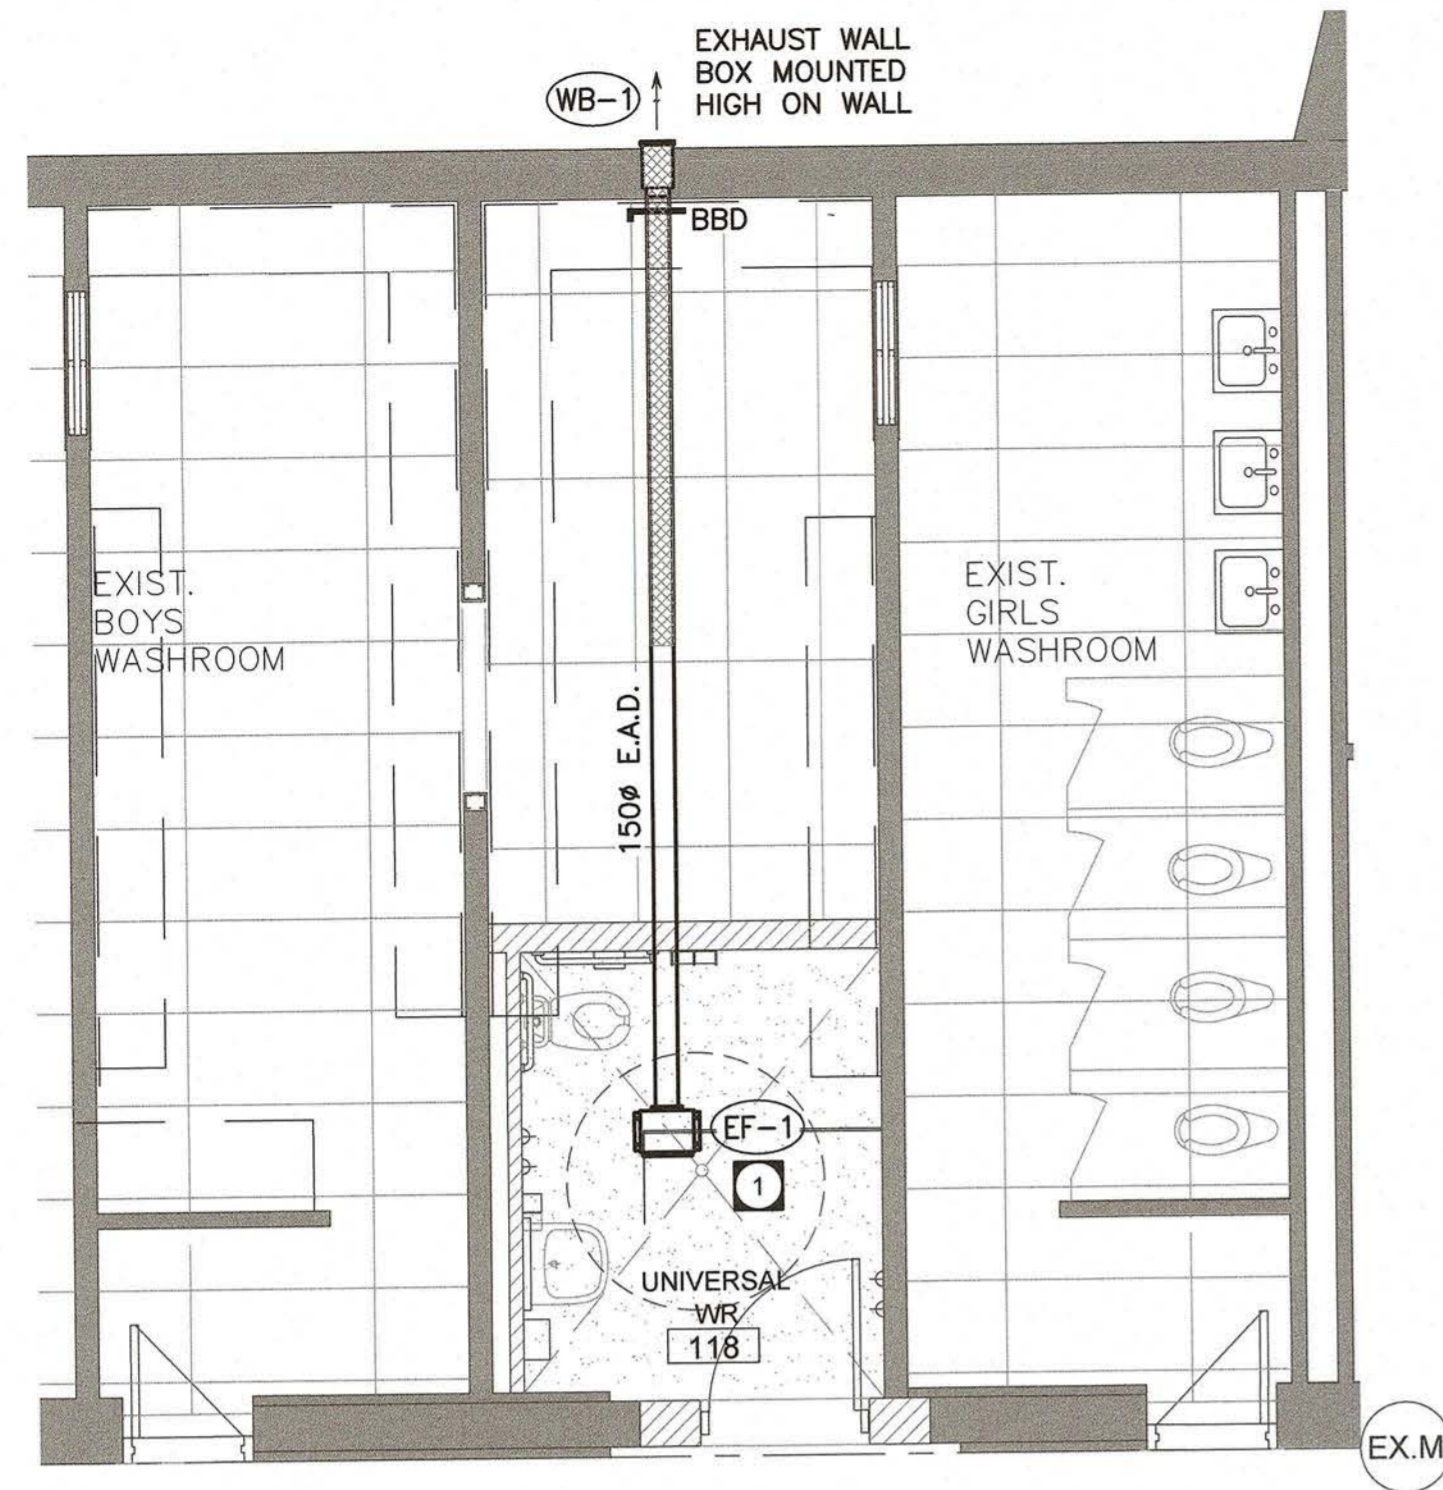 EXHAUST WALL
BOX MOUNTED
HIGH ON WALL
WB-1
BBD
EXIST.
BOYS
WASHROOM
EXIST.
GIRLS
WASHROOM
150ø E.A.D.
EF-1
1
UNIVERSAL
WR
118
EX.M